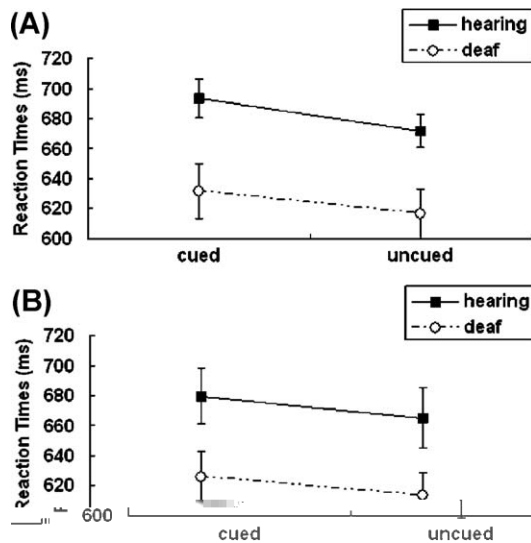 (A)
hearing
deaf
Reaction Times (ms)
720
700
680
660
640
620
600
cued
uncued
(B)
hearing
deaf
Reaction Times (ms)
720
700
680
660
640
620
600
cued
uncued